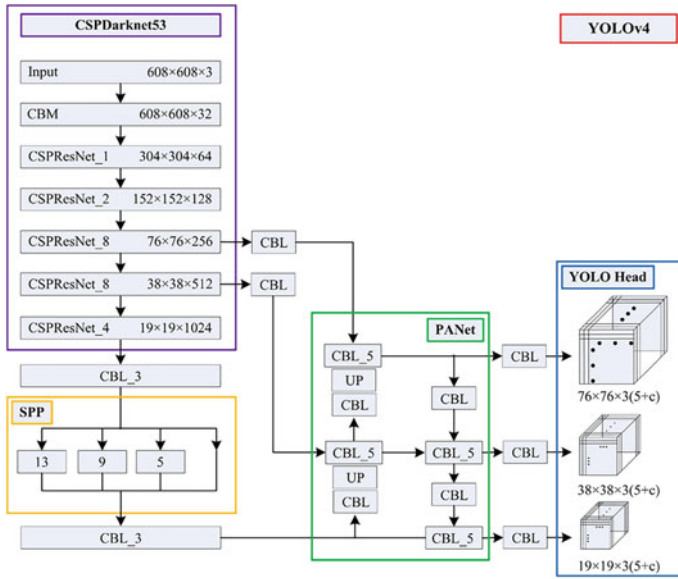 CSPDarknet53
YOLOv4
Input 608×608×3
CBM 608×608×32
CSPResNet_1 304×304×64
CSPResNet_2 152×152×128
CSPResNet_8 76×76×256
CBL
CSPResNet_8 38×38×512
CBL
YOLO Head
CSPResNet_4 19×19×1024
PANet
CBL_3
CBL_5
CBL
UP
CBL
CBL
76×76×3(5+c)
SPP
13 9 5
CBL_5
CBL_5
CBL
UP
CBL
CBL
38×38×3(5+c)
CBL_3
CBL_5
CBL
19×19×3(5+c)